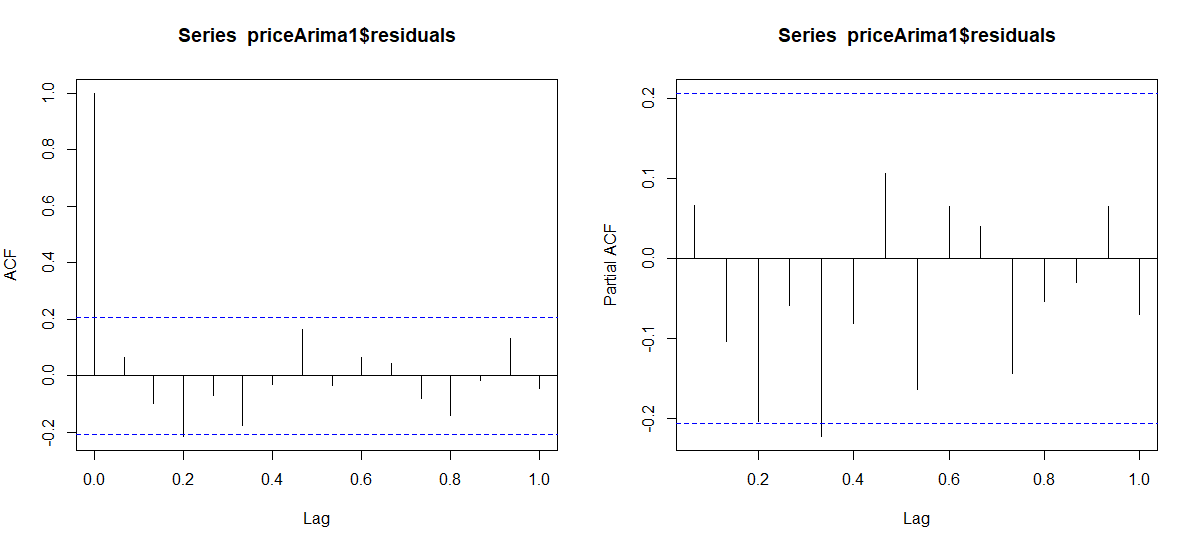 Series priceArima1$residuals
ACF
1.0
0.8
0.6
0.4
0.2
0.0
-0.2
0.0 0.2 0.4 0.6 0.8 1.0
Lag
Series priceArima1$residuals
Partial ACF
0.2
0.1
0.0
-0.1
-0.2
0.2 0.4 0.6 0.8 1.0
Lag